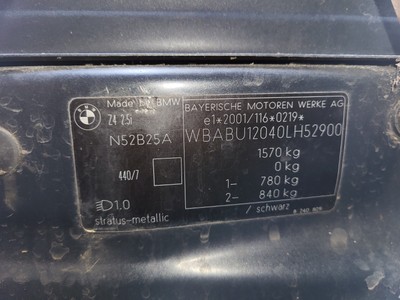 BMW
Made by BMW
Z4 2.5i
N52B25A
440/7
1.0
stratus-metallic
BAYERISCHE MOTOREN WERKE AG
e1*2001/116*0219*
WBABU12040LH52900
1570 kg
0 kg
1- 780 kg
2- 840 kg
/ schwarz